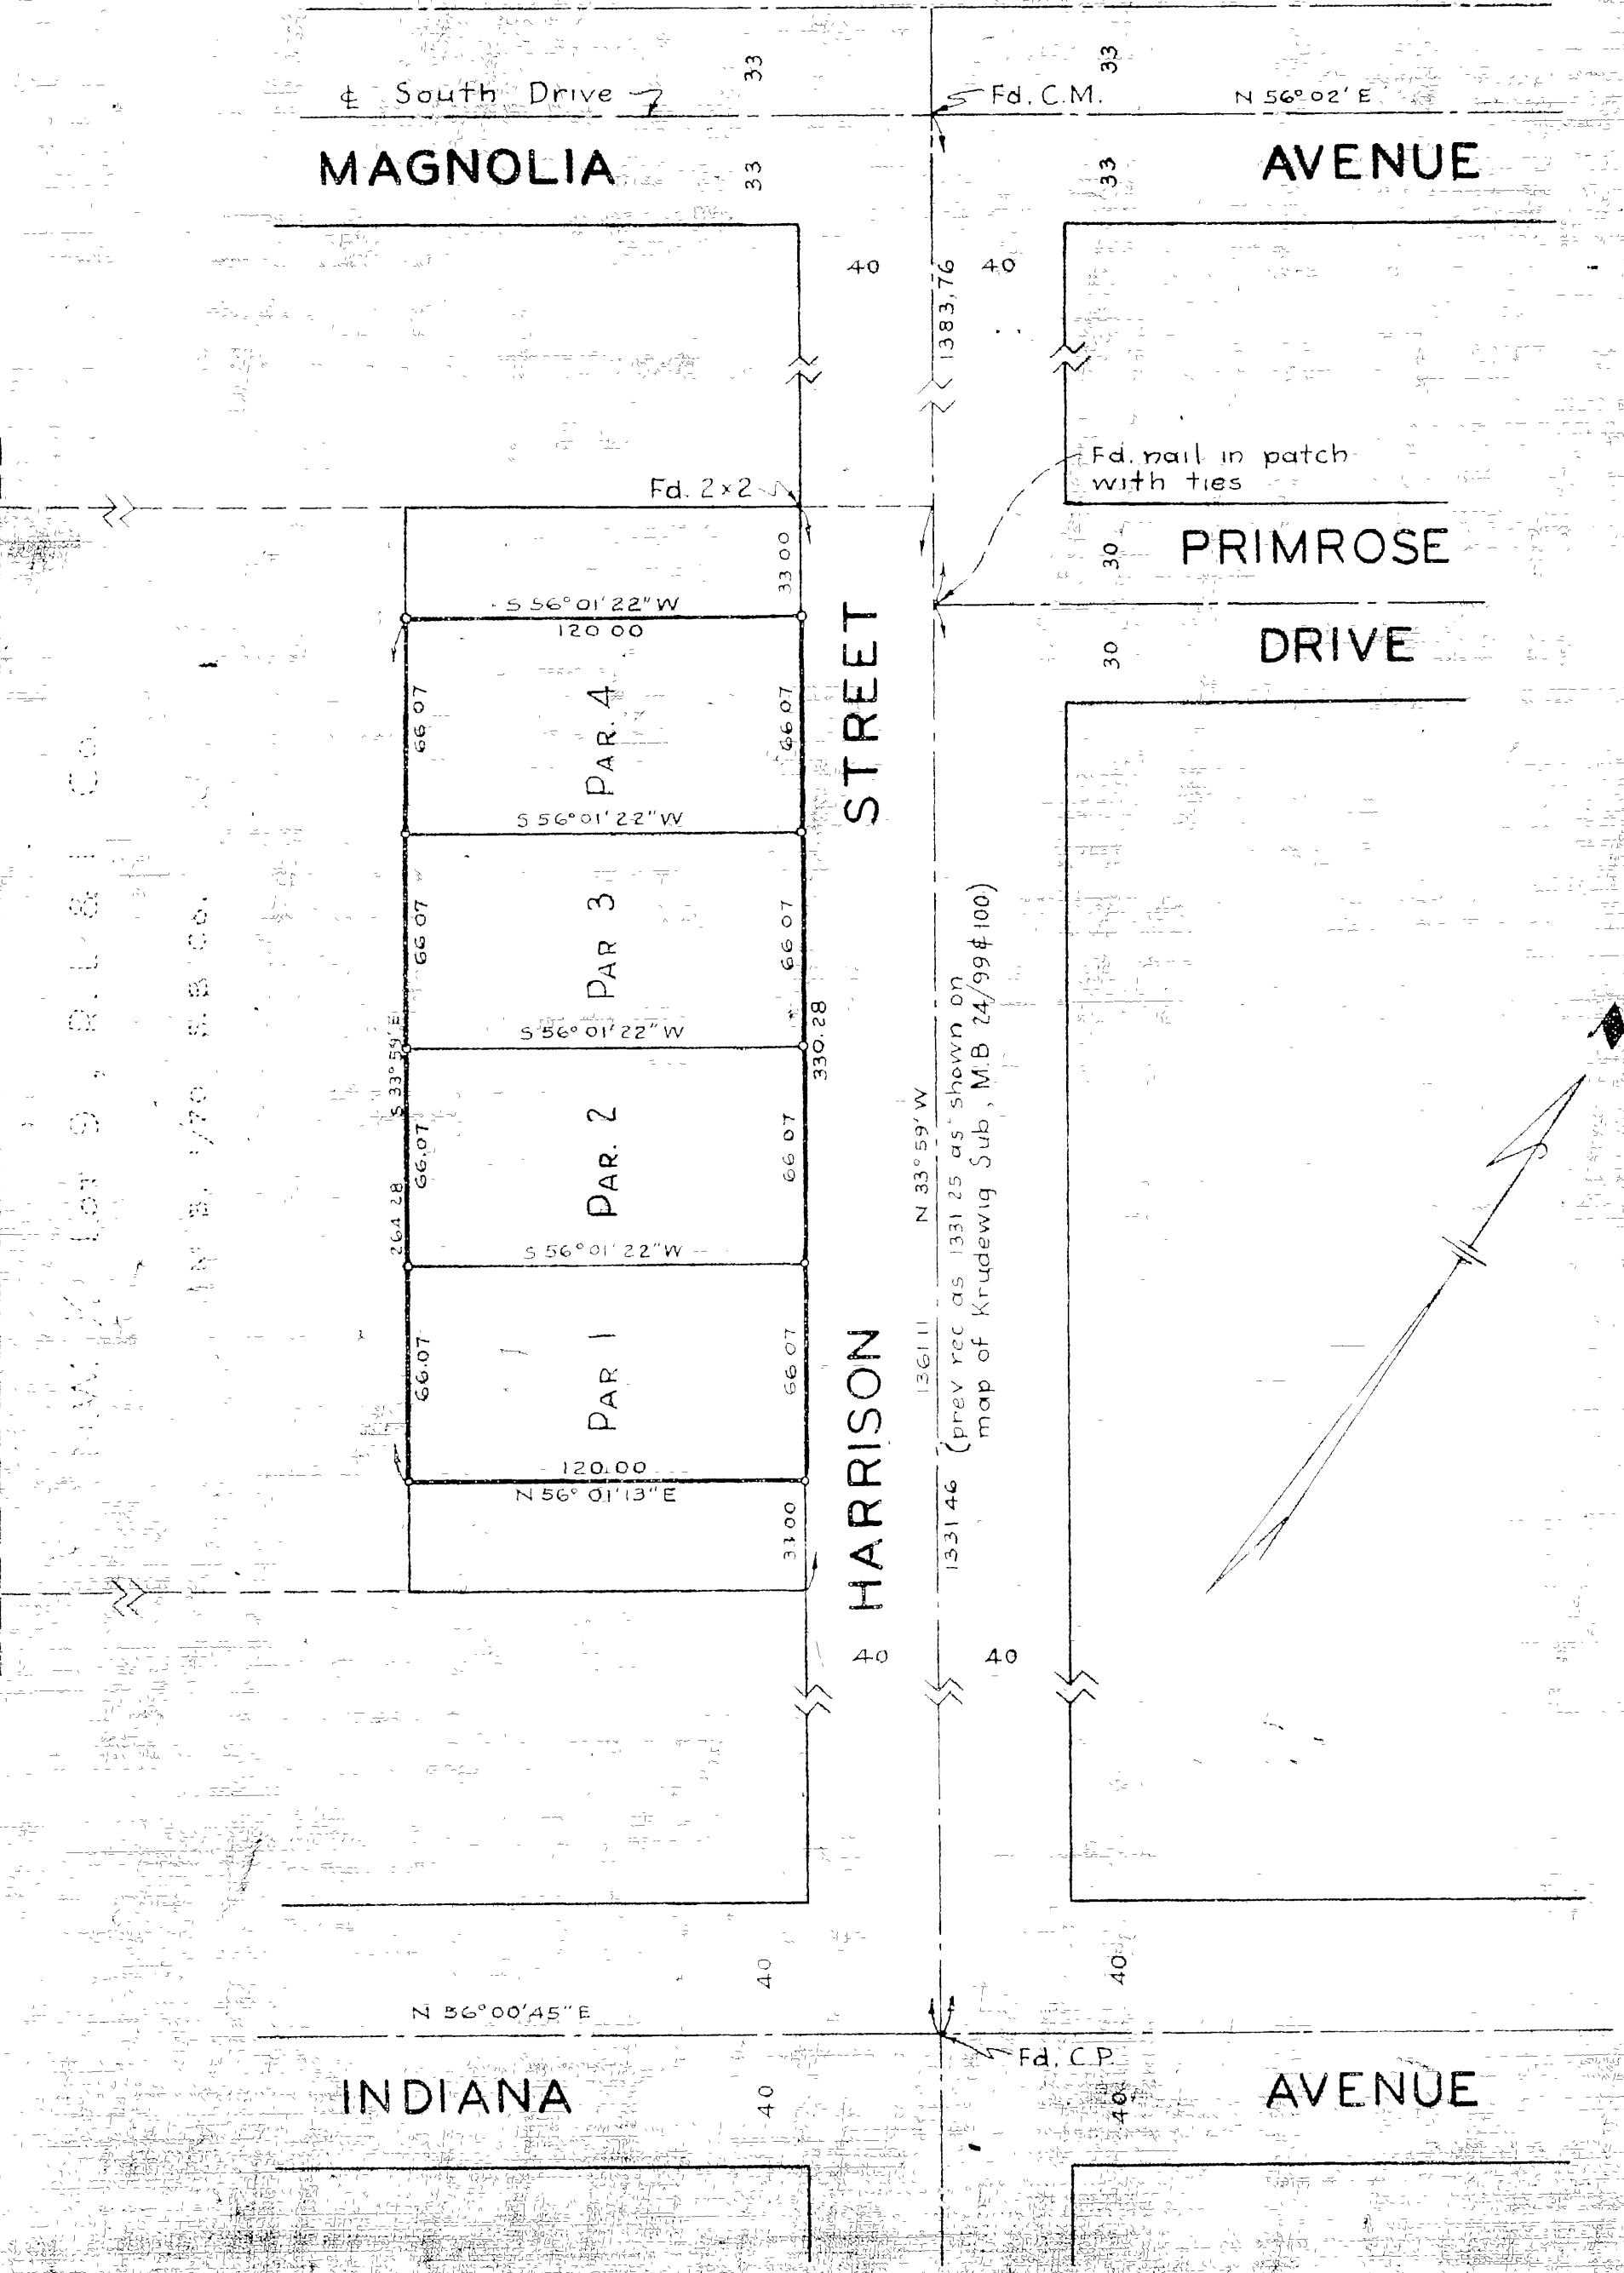 33
33
℄ South Drive
Fd. C.M.
N 56° 02' E
MAGNOLIA
33
33
AVENUE
40
1383.76
40
Fd. nail in patch
with ties
Fd. 2x2
33 00
30
PRIMROSE
S 56° 01' 22" W
120 00
30
DRIVE
STREET
66 07
PAR. 4
66 07
S 56° 01' 22" W
66 07
PAR 3
66 07
S 56° 01' 22" W
S 33° 59' E
264 28
330.28
66.07
PAR. 2
66 07
S 56° 01' 22" W
N 33° 59' W
1361 11
1331 46
(prev rec as 1331 25 as shown on
map of Krudewig Sub, M.B 24/99 & 100)
66.07
PAR 1
66 07
HARRISON
120.00
N 56° 01' 13" E
33 00
40
40
40
40
N 56° 00' 45" E
Fd. C.P.
INDIANA
40
40
AVENUE